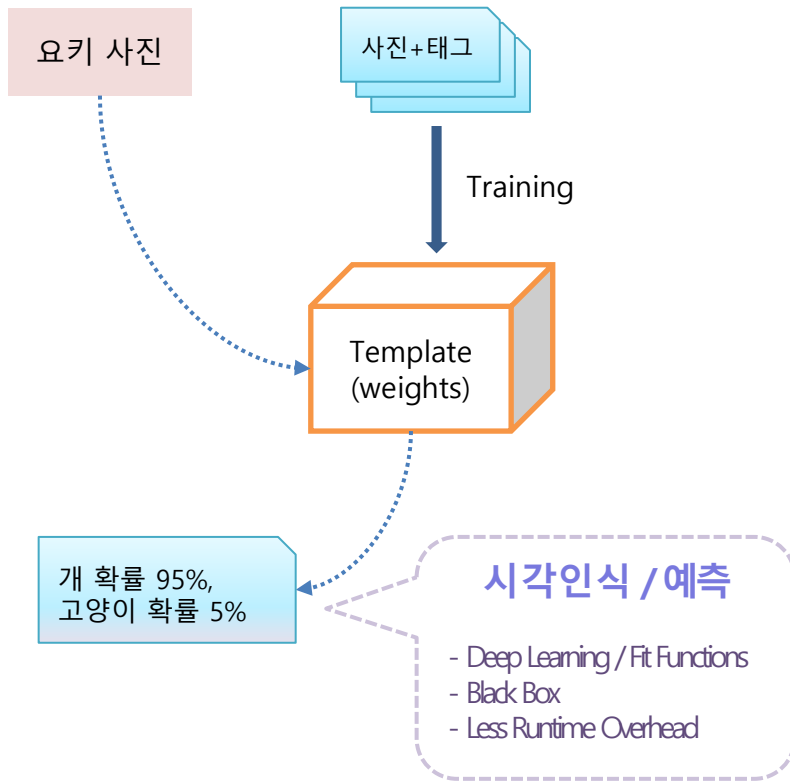 요키 사진
사진+태그
Training
Template
(weights)
개 확률 95%,
고양이 확률 5%
시각인식 / 예측
- Deep Learning / Fit Functions
- Black Box
- Less Runtime Overhead